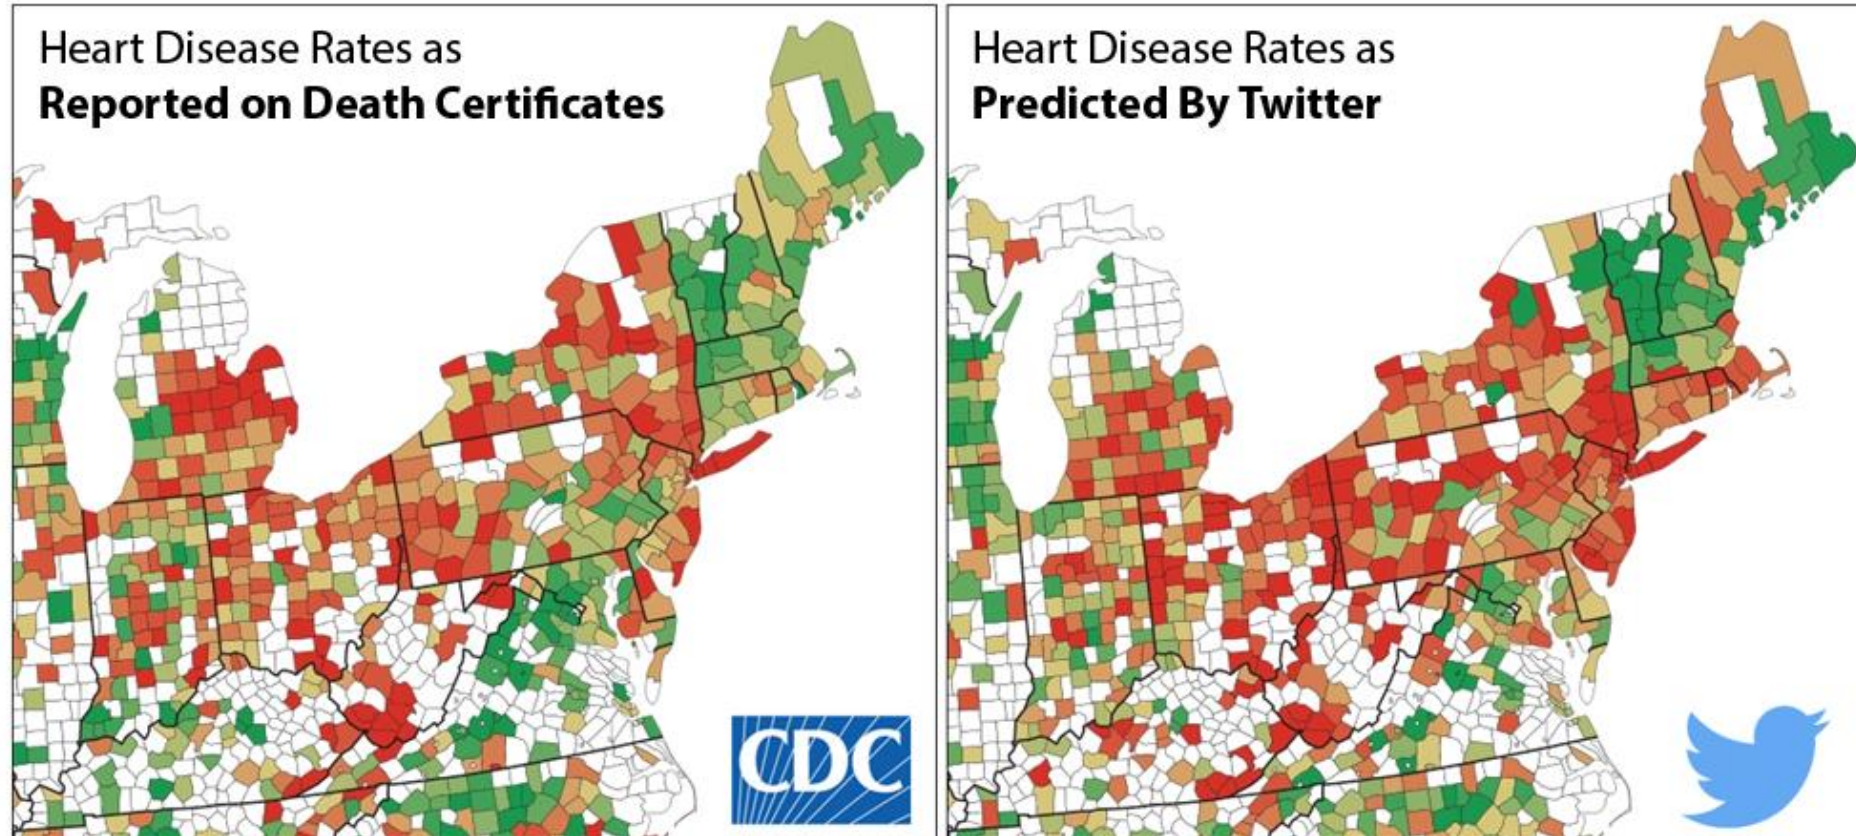 Heart Disease Rates as
Reported on Death Certificates
Heart Disease Rates as
Predicted By Twitter
CDC